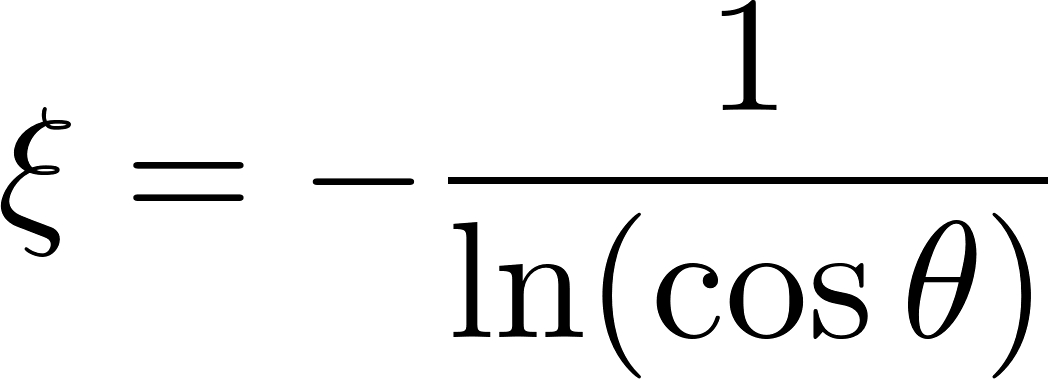 ξ = − 1 / ln(cos θ)